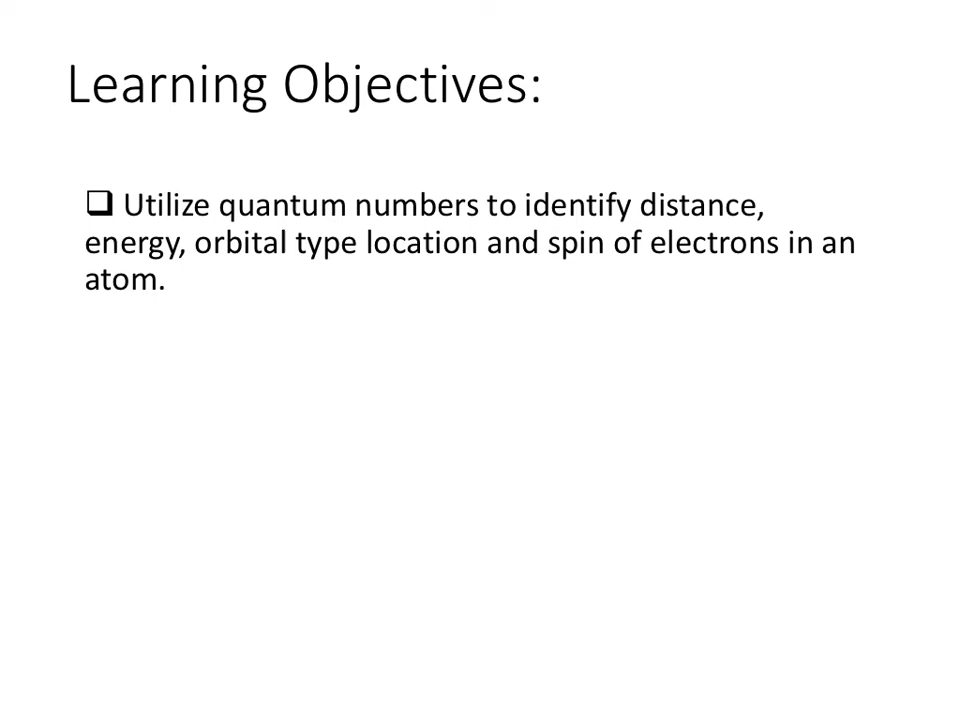 Learning Objectives:
❑ Utilize quantum numbers to identify distance,
energy, orbital type location and spin of electrons in an
atom.